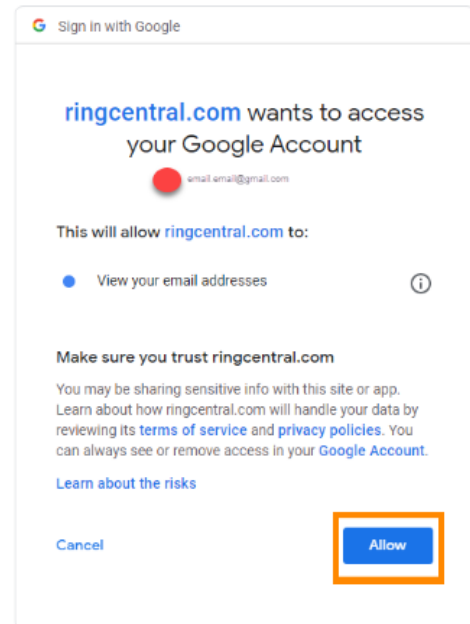 Sign in with Google
ringcentral.com wants to access
your Google Account
email.email@gmail.com
This will allow ringcentral.com to:
View your email addresses
Make sure you trust ringcentral.com
You may be sharing sensitive info with this site or app.
Learn about how ringcentral.com will handle your data by
reviewing its terms of service and privacy policies. You
can always see or remove access in your Google Account.
Learn about the risks
Cancel
Allow